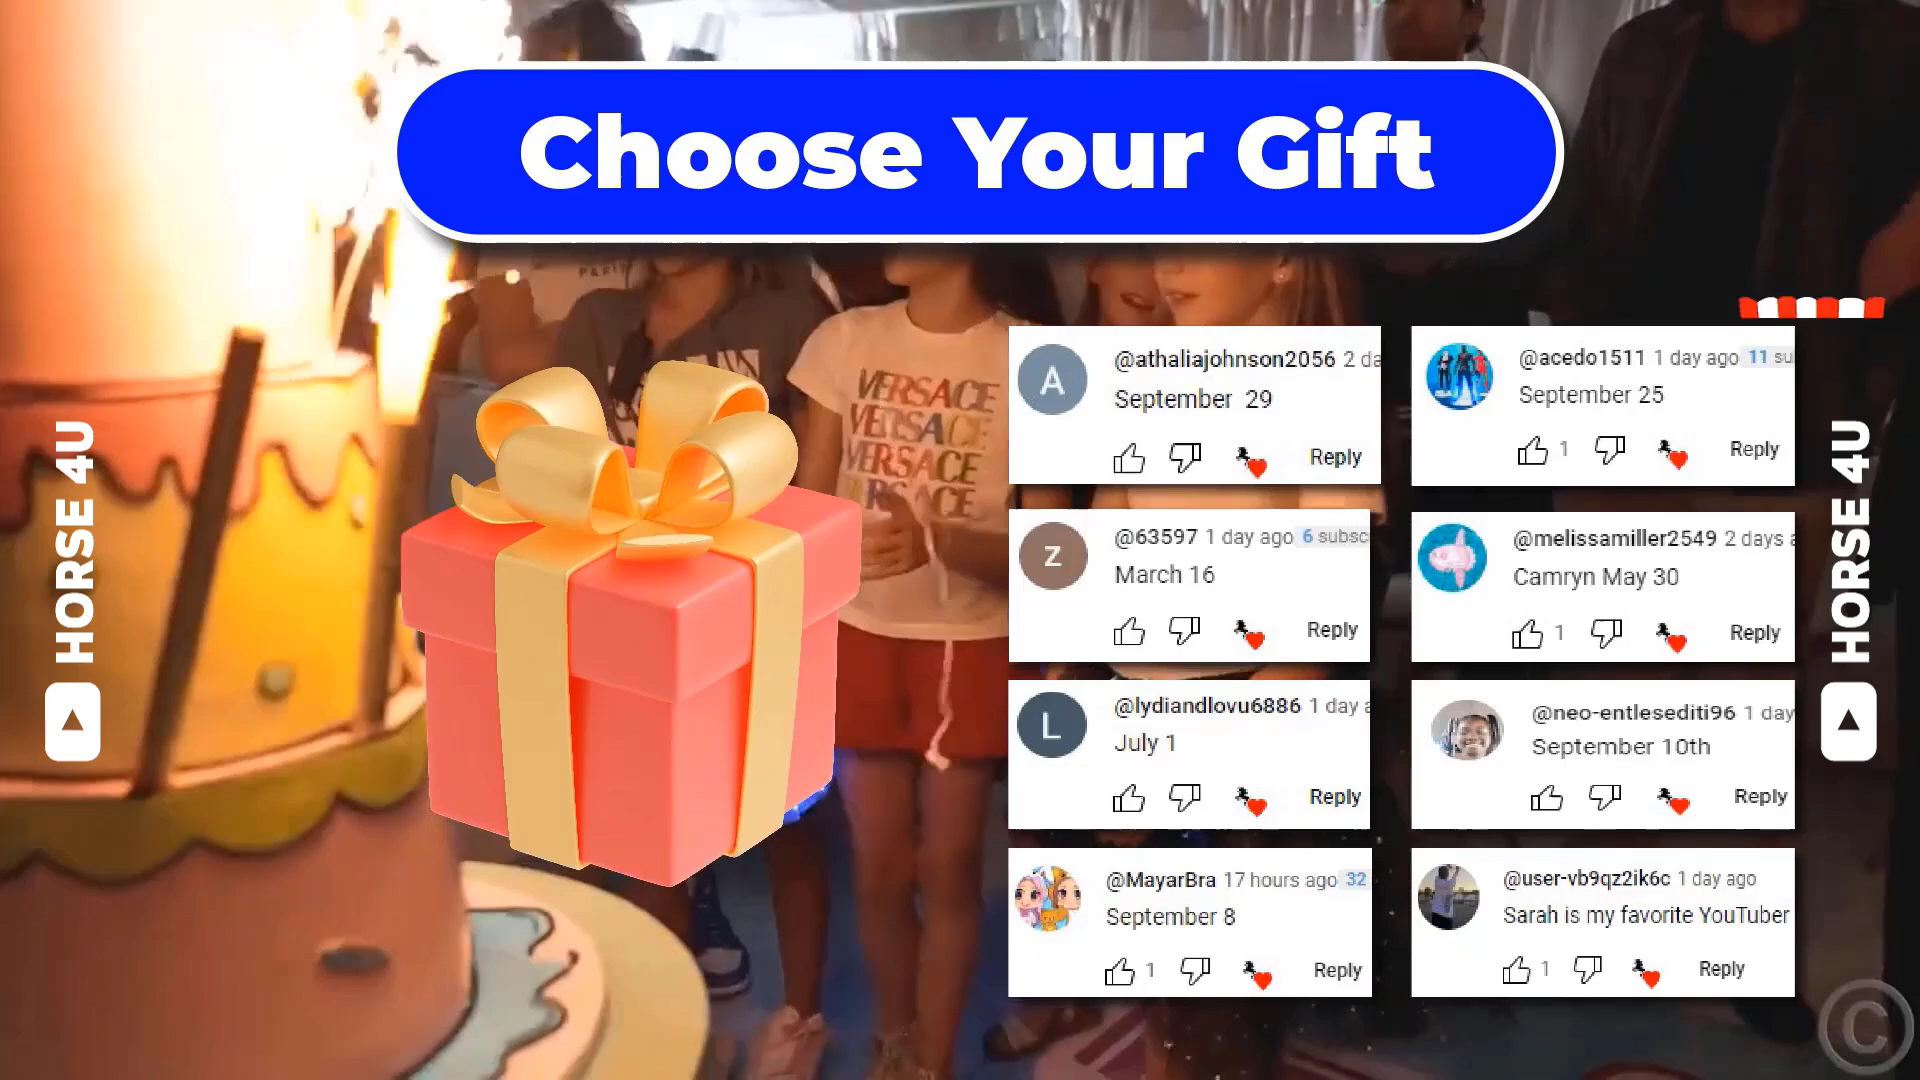 Choose Your Gift
PARIS
VERSACE
VERSACE
VERSACE
HORSE 4U
HORSE 4U
A
@athaliajohnson2056 2 da
September 29
Reply
@acedo1511 1 day ago 11 su
September 25
1 Reply
z
@63597 1 day ago 6 subsc
March 16
Reply
@melissamiller2549 2 days a
Camryn May 30
1 Reply
L
@lydiandlovu6886 1 day a
July 1
Reply
@neo-entlesediti96 1 day
September 10th
Reply
@MayarBra 17 hours ago 32
September 8
1 Reply
@user-vb9qz2ik6c 1 day ago
Sarah is my favorite YouTuber
1 Reply
©